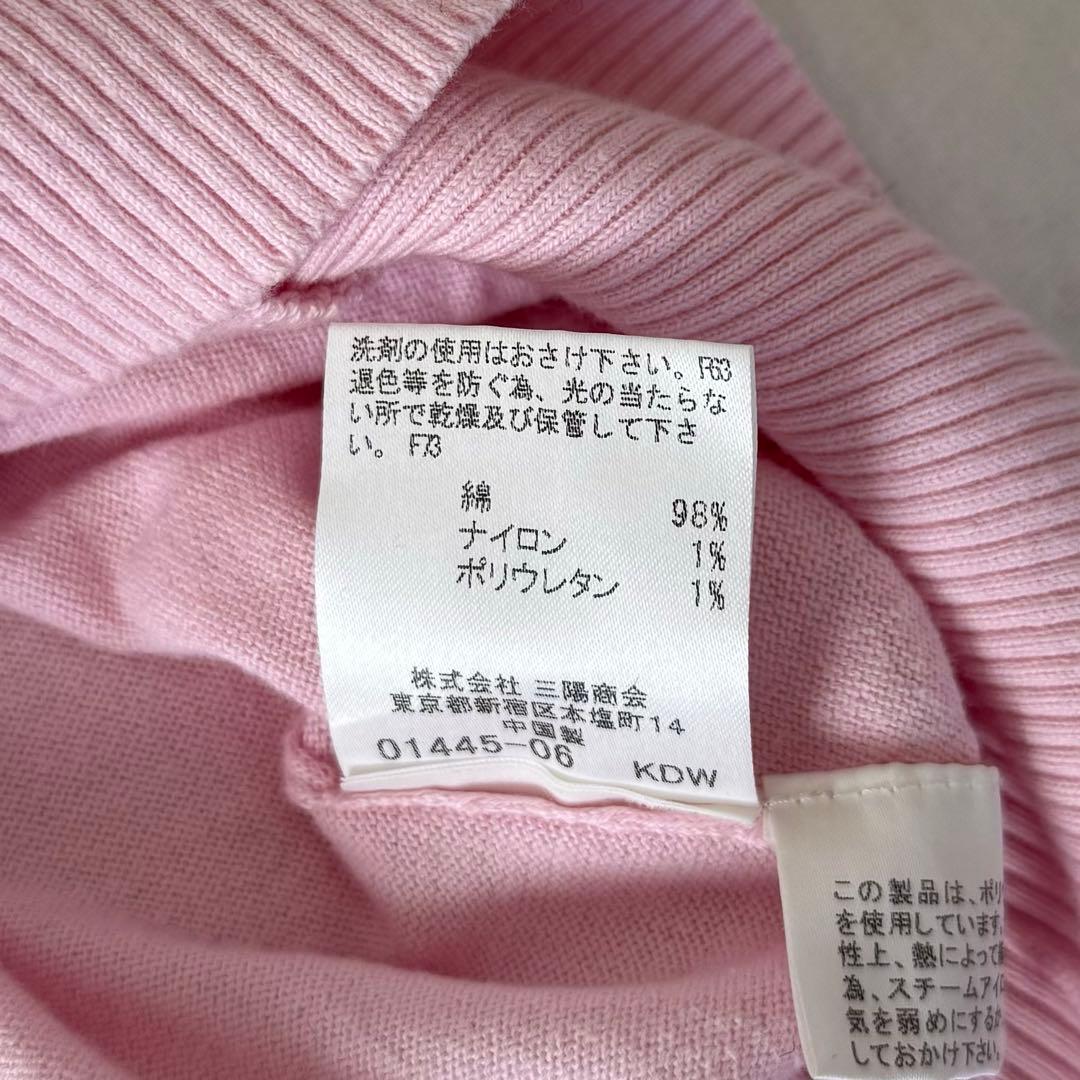 洗剤の使用はおさけ下さい。F63
退色等を防ぐ為、光の当たらな
い所で乾燥及び保管して下さ
い。 F73
綿 98%
ナイロン 1%
ポリウレタン 1%
株式会社 三陽商会
東京都新宿区本塩町14
中国製
01445-06 KDW
この製品は、ポリ
を使用しています。
性上、熱によって
為、スチームアイロ
気を弱めにするか
しておかけ下さい。